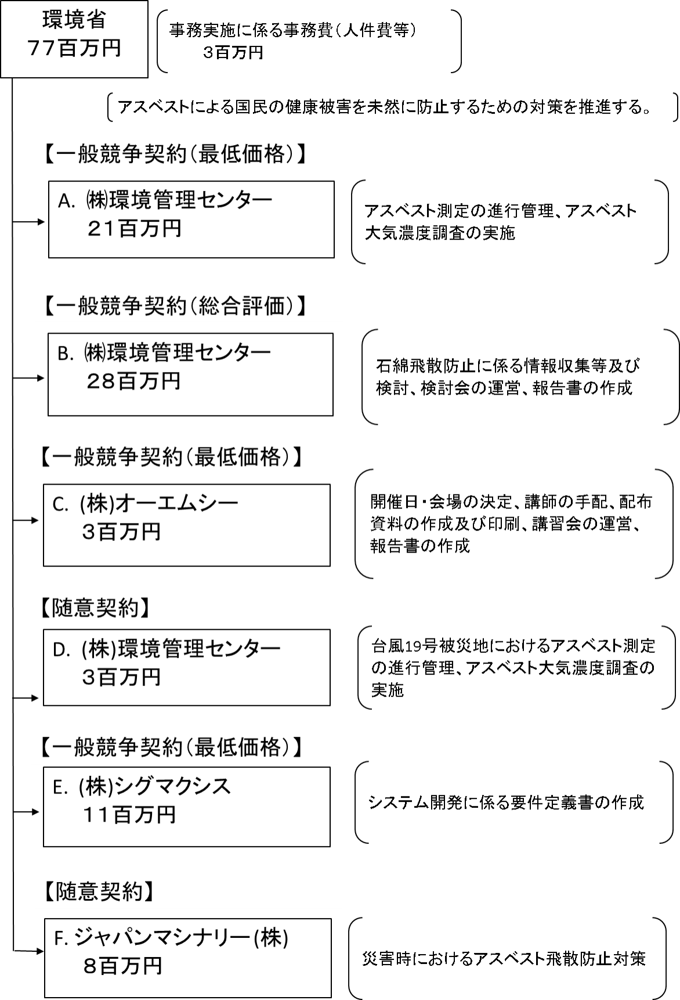 環境省
77百万円
事務実施に係る事務費（人件費等）
３百万円
アスベストによる国民の健康被害を未然に防止するための対策を推進する。
【一般競争契約（最低価格）】
A. ㈱環境管理センター
２１百万円
アスベスト測定の進行管理、アスベスト
大気濃度調査の実施
【一般競争契約（総合評価）】
B. ㈱環境管理センター
２８百万円
石綿飛散防止に係る情報収集等及び
検討、検討会の運営、報告書の作成
【一般競争契約（最低価格）】
C. (株)オーエムシー
３百万円
開催日・会場の決定、講師の手配、配布
資料の作成及び印刷、講習会の運営、
報告書の作成
【随意契約】
D. (株)環境管理センター
３百万円
台風19号被災地におけるアスベスト測定
の進行管理、アスベスト大気濃度調査の
実施
【一般競争契約（最低価格）】
E. (株)シグマクシス
１１百万円
システム開発に係る要件定義書の作成
【随意契約】
F. ジャパンマシナリー(株)
８百万円
災害時におけるアスベスト飛散防止対策